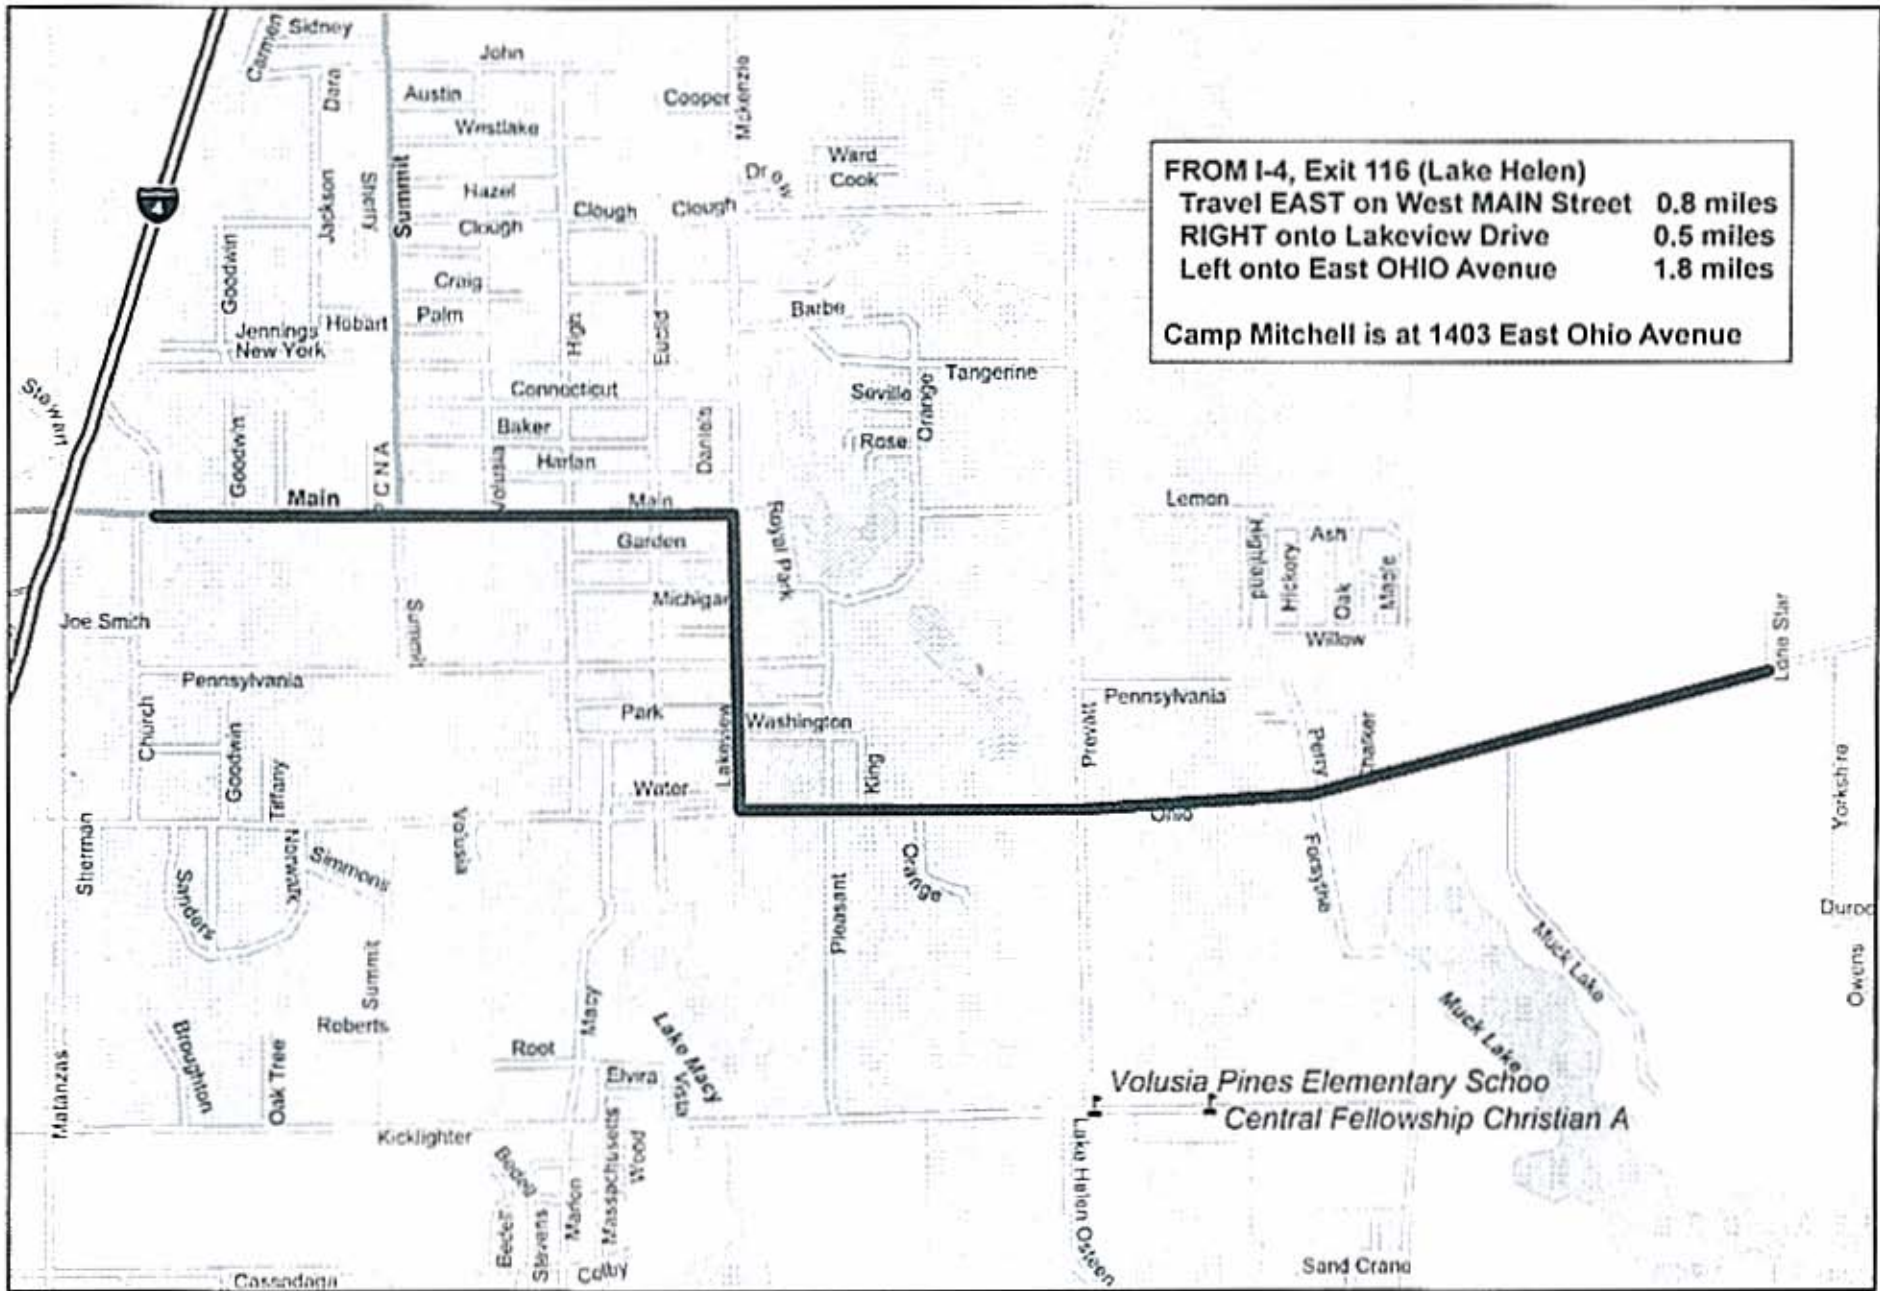 Sidney
Carmen
John
Dara
Austin
Cooper
Mckenzie
Westlake
FROM I-4, Exit 116 (Lake Helen)
Travel EAST on West MAIN Street 0.8 miles
RIGHT onto Lakeview Drive 0.5 miles
Left onto East OHIO Avenue 1.8 miles
Camp Mitchell is at 1403 East Ohio Avenue
Ward
Cook
Drew
4
Jackson
Sherry
Summit
Hazel
Clough
Clough
Clough
Goodwin
Craig
Palm
Hobart
Jennings
New York
High
Euclid
Barbe
Tangerine
Stewart
Connecticut
Seville
Orange
Baker
Rose
Daniels
Goodwin
Harlan
Volusia
Main
Main
Lemon
Royal Park
Garden
Highland
Hickory
Ash
Oak
Maple
Michigan
Joe Smith
Summit
Willow
Lone Star
Pennsylvania
Pennsylvania
Park
Washington
Church
Goodwin
Lakeview
Prevatt
Perry
Tiffany
Water
King
Yorkshire
Ohio
Sherman
Norwalk
Simmons
Volusia
Sanders
Orange
Forsythe
Pleasant
Duroc
Muck Lake
Muck Lake
Owens
Summit
Macy
Roberts
Lake Macy
Broughton
Oak Tree
Root
Elvira
Vista
Matanzas
Volusia Pines Elementary Schoo
Central Fellowship Christian A
Kicklighter
Massachusetts
Wood
Bedell
Bedell
Stevens
Marion
Colby
Lake Helen Osteen
Sand Crane
Cassadaga